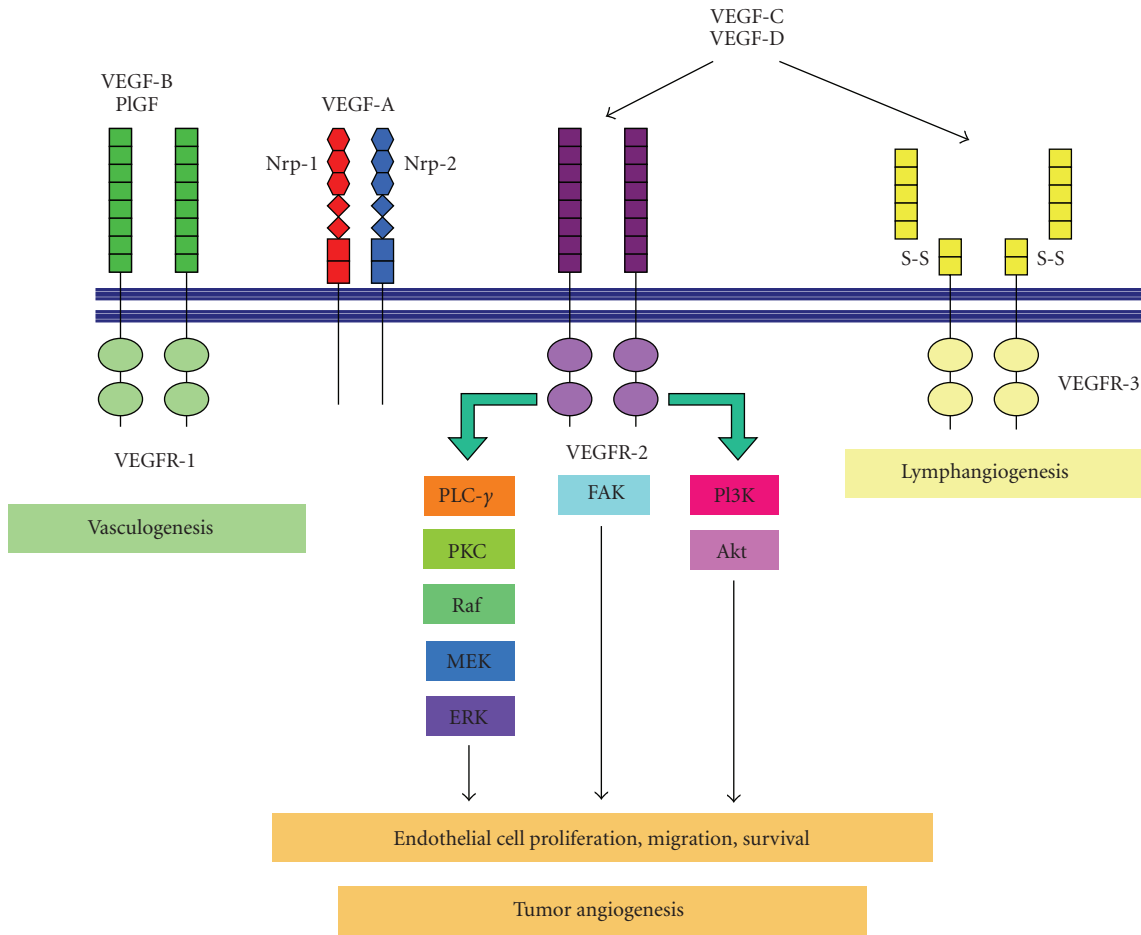 VEGF-C
VEGF-D
VEGF-B
PlGF
VEGF-A
Nrp-1
Nrp-2
S-S
S-S
VEGFR-1
VEGFR-2
VEGFR-3
Vasculogenesis
Lymphangiogenesis
PLC-γ
PKC
Raf
MEK
ERK
FAK
Pl3K
Akt
Endothelial cell proliferation, migration, survival
Tumor angiogenesis